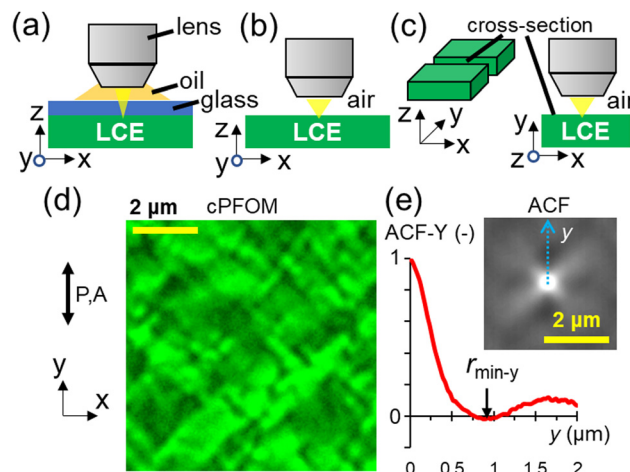 (a)
lens
oil
glass
LCE
z
y
x
(b)
air
LCE
z
y
x
(c)
cross-section
y
z
x
air
LCE
y
z
x
(d)
cPFOM
2 µm
P,A
y
x
(e)
ACF
ACF-Y (-)
y
2 µm
1
r min-y
0
y (µm)
0 0.5 1 1.5 2